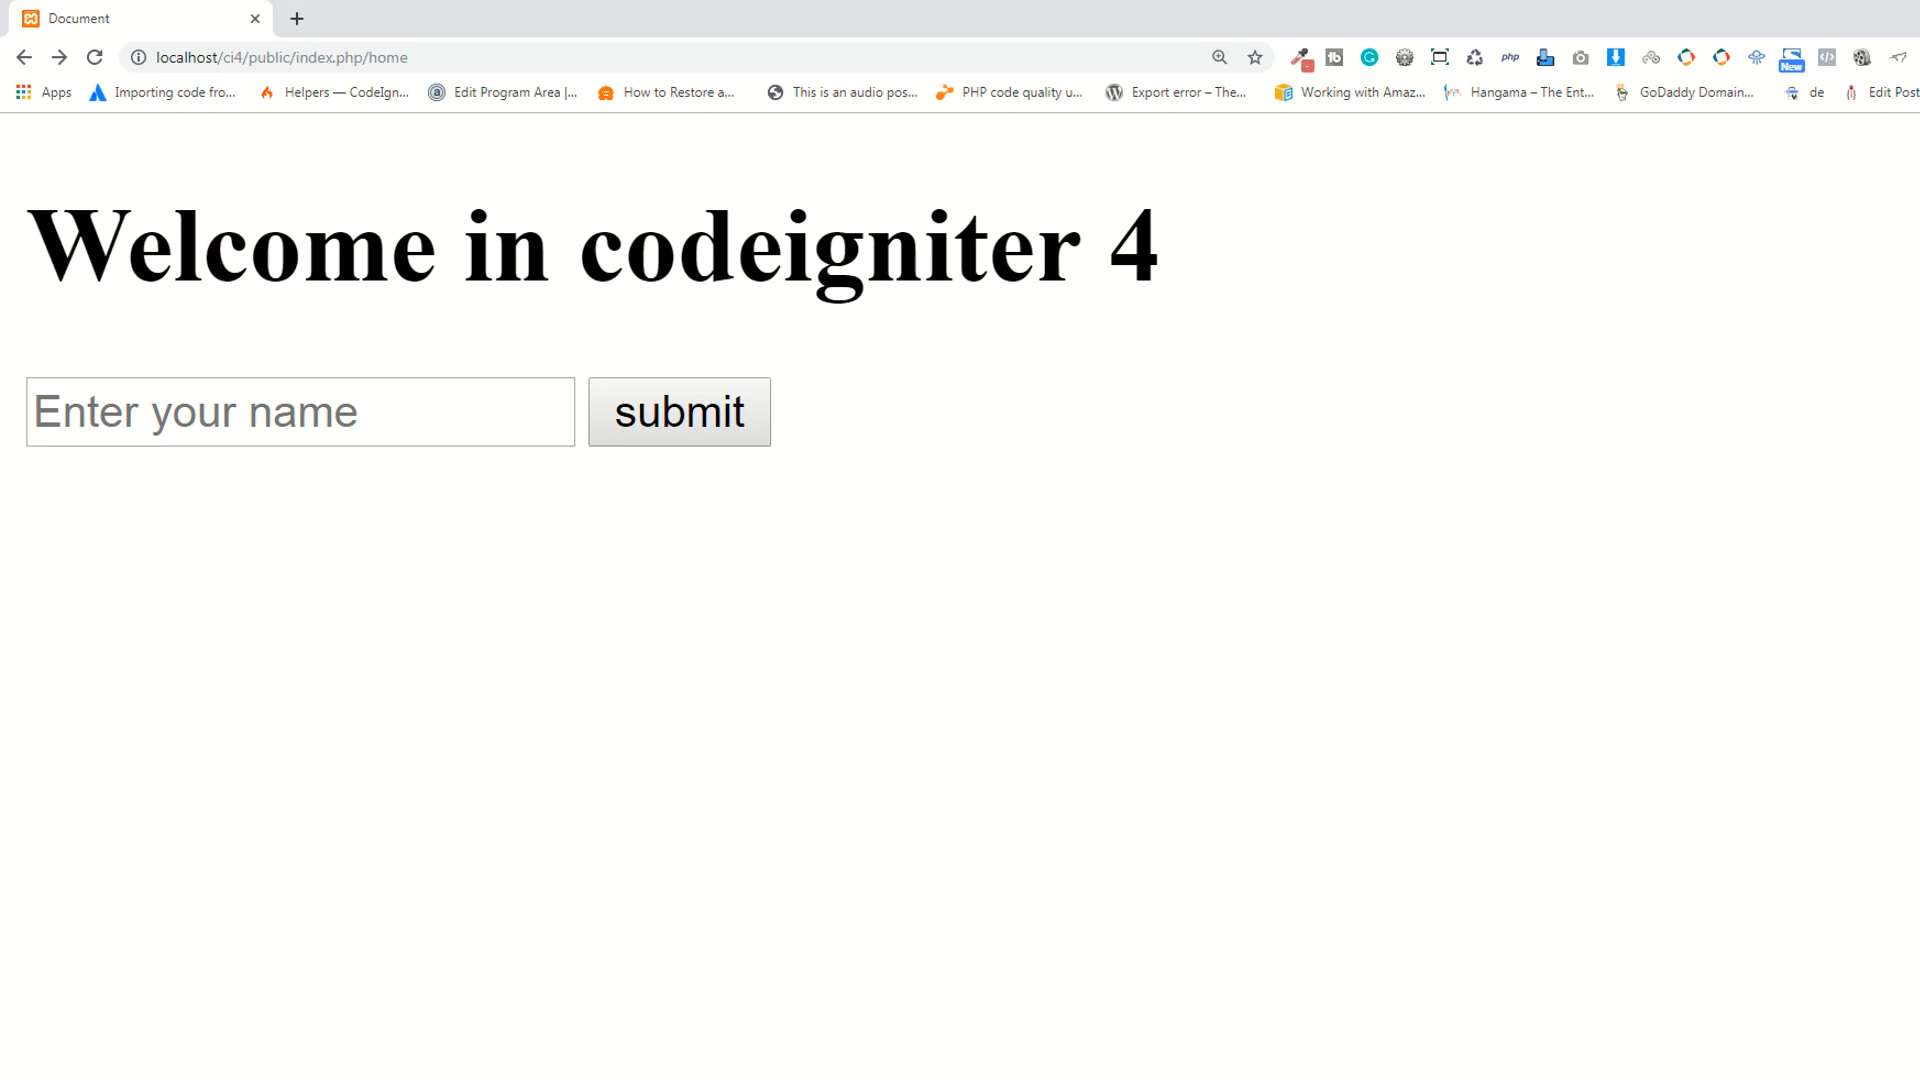 Document
localhost/ci4/public/index.php/home
php
New
Apps
Importing code fro...
Helpers — CodeIgn...
Edit Program Area |...
How to Restore a...
This is an audio pos...
PHP code quality u...
Export error – The...
Working with Amaz...
Hangama – The Ent...
GoDaddy Domain...
de
Edit Post
Welcome in codeigniter 4
Enter your name
submit